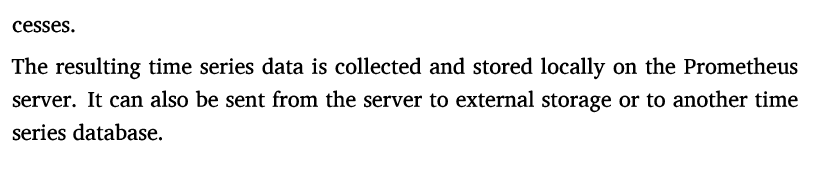 cesses.
The resulting time series data is collected and stored locally on the Prometheus
server. It can also be sent from the server to external storage or to another time
series database.